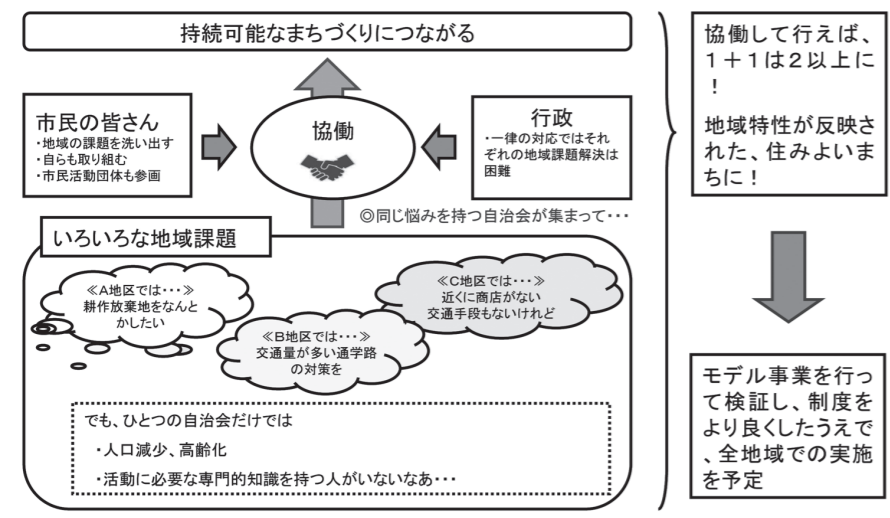 持続可能なまちづくりにつながる
市民の皆さん
・地域の課題を洗い出す
・自らも取り組む
・市民活動団体も参画
協働
行政
・一律の対応ではそれ
ぞれの地域課題解決は
困難
◎同じ悩みを持つ自治会が集まって・・・
いろいろな地域課題
≪A地区では・・・≫
耕作放棄地をなんと
かしたい
≪B地区では・・・≫
交通量が多い通学路
の対策を
≪C地区では・・・≫
近くに商店がない
交通手段もないけれど
でも、ひとつの自治会だけでは
・人口減少、高齢化
・活動に必要な専門的知識を持つ人がいないなあ・・・
協働して行えば、
１＋１は２以上に
！
地域特性が反映さ
れた、住みよいま
ちに！
モデル事業を行っ
て検証し、制度を
より良くしたうえで
、全地域での実施
を予定